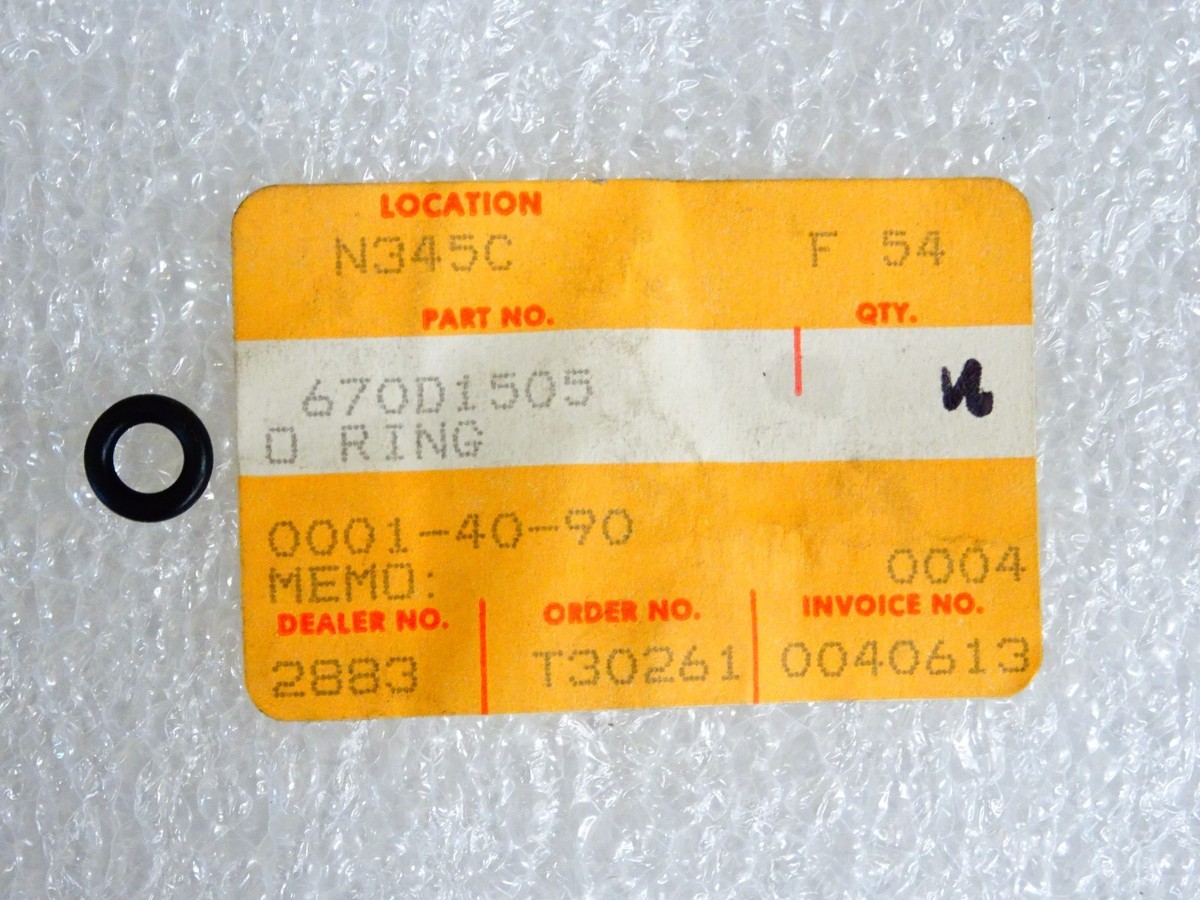 LOCATION
N345C F 54
PART NO. QTY.
670D1505
O RING
0001-40-90
MEMO: 0004
DEALER NO. ORDER NO. INVOICE NO.
2883 T30261 0040613